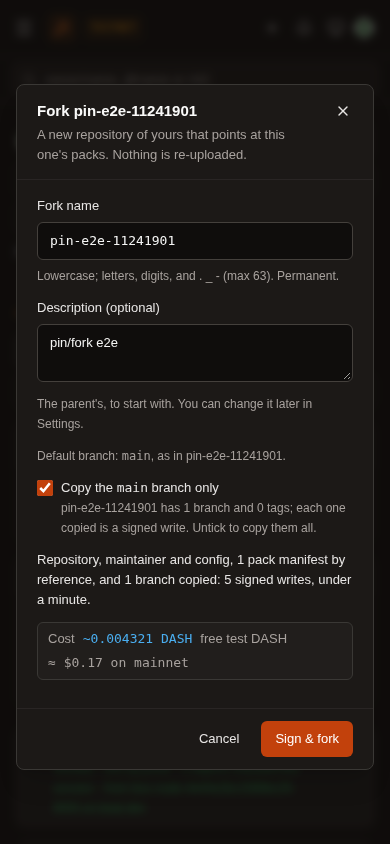 Fork pin-e2e-11241901
A new repository of yours that points at this
one's packs. Nothing is re-uploaded.
Fork name
pin-e2e-11241901
Lowercase; letters, digits, and . _ - (max 63). Permanent.
Description (optional)
pin/fork e2e
The parent's, to start with. You can change it later in
Settings.
Default branch: main, as in pin-e2e-11241901.
Copy the main branch only
pin-e2e-11241901 has 1 branch and 0 tags; each one
copied is a signed write. Untick to copy them all.
Repository, maintainer and config, 1 pack manifest by
reference, and 1 branch copied: 5 signed writes, under
a minute.
Cost ~0.004321 DASH free test DASH
≈ $0.17 on mainnet
Cancel Sign & fork